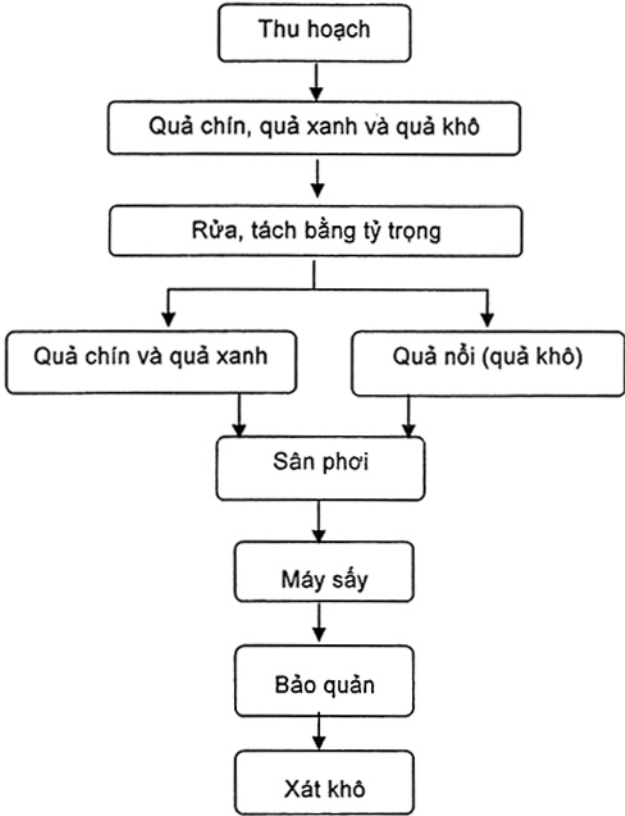 Thu hoạch
Quả chín, quả xanh và quả khô
Rửa, tách bằng tỷ trọng
Quả chín và quả xanh
Quả nổi (quả khô)
Sân phơi
Máy sấy
Bảo quản
Xát khô